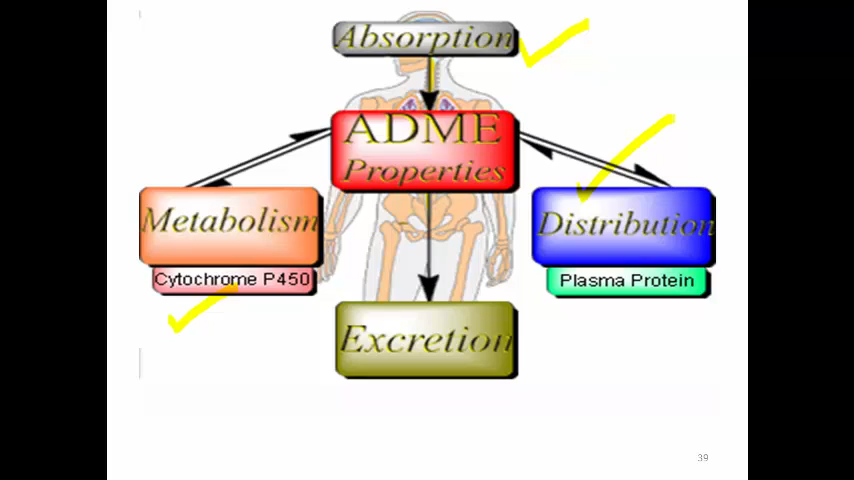 Absorption
ADME
Properties
Metabolism
Cytochrome P450
Distribution
Plasma Protein
Excretion
39